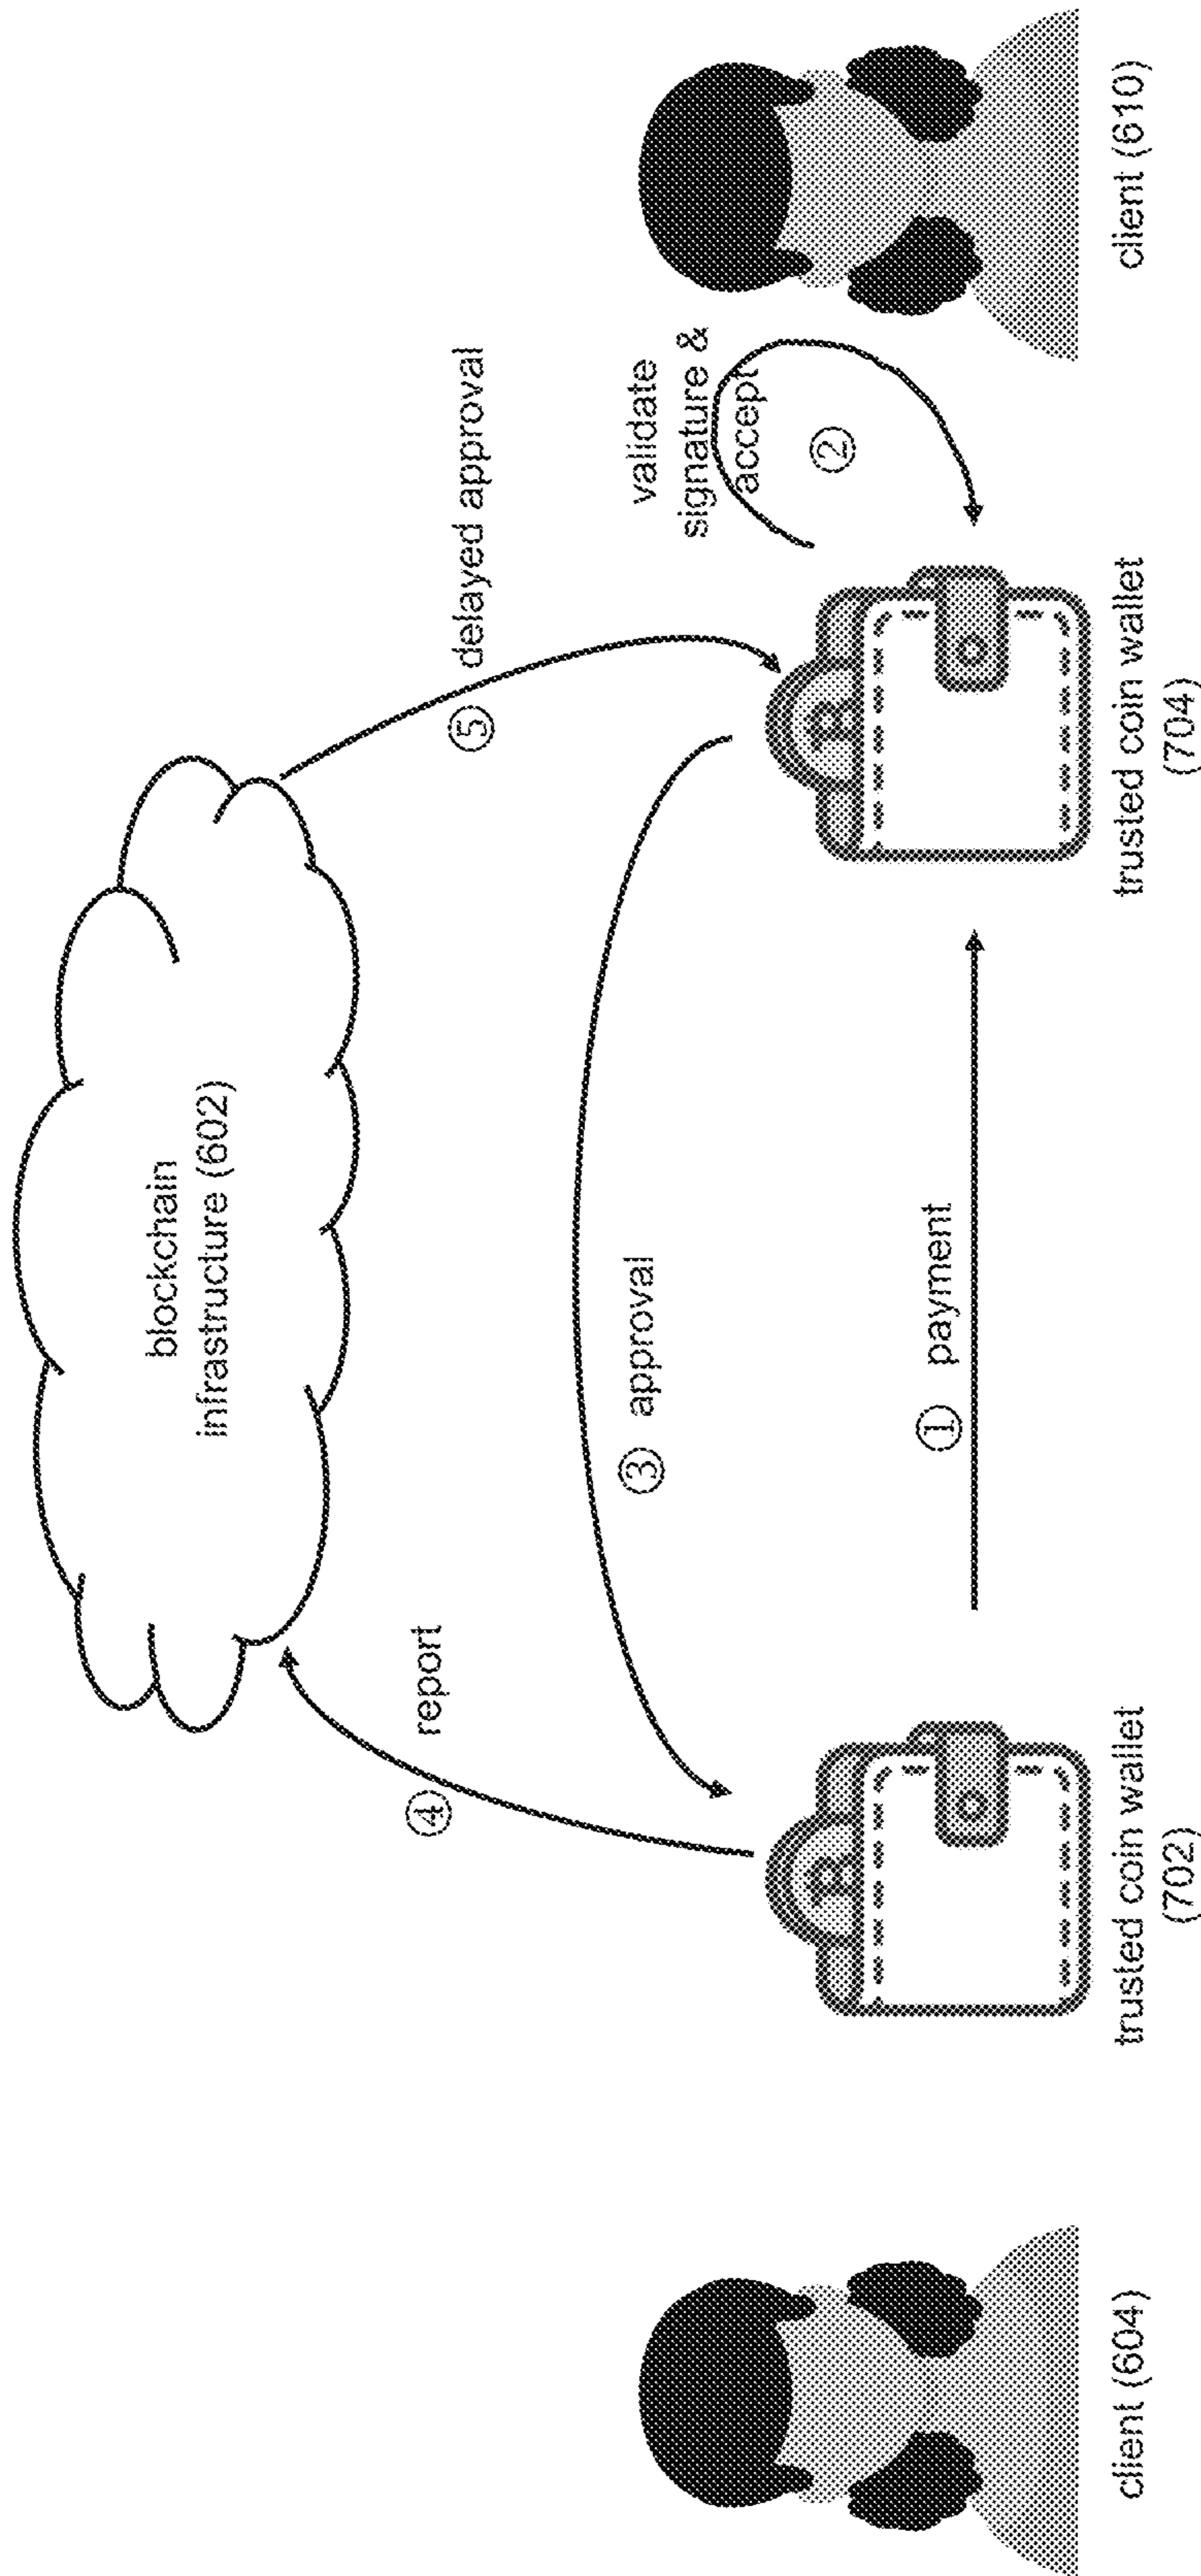 blockchain
infrastructure (602)
④ report
⑤ delayed approval
③ approval
validate
signature &
accept
②
① payment
client (604)
trusted coin wallet
(702)
trusted coin wallet
(704)
client (610)